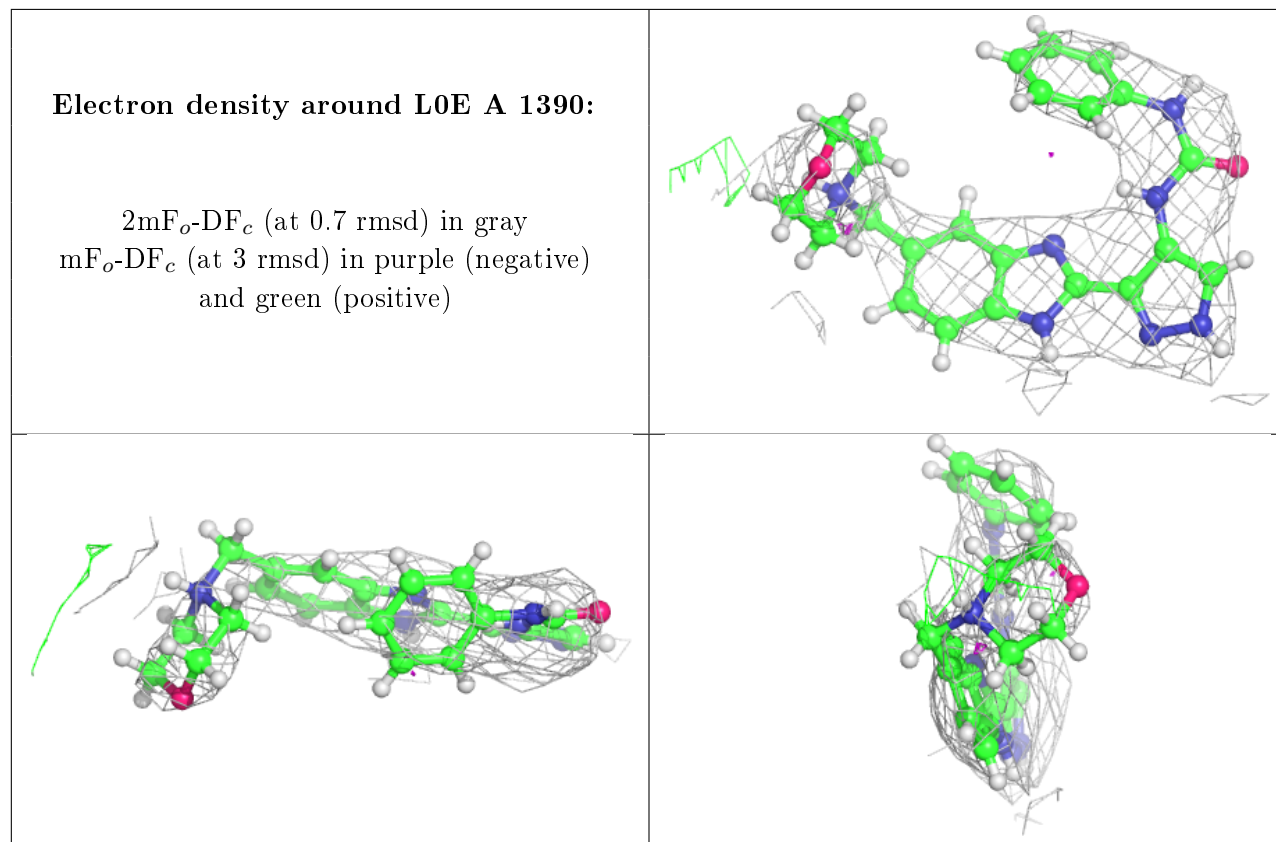 Electron density around L0E A 1390:
2mFo-DFc (at 0.7 rmsd) in gray
mFo-DFc (at 3 rmsd) in purple (negative)
and green (positive)